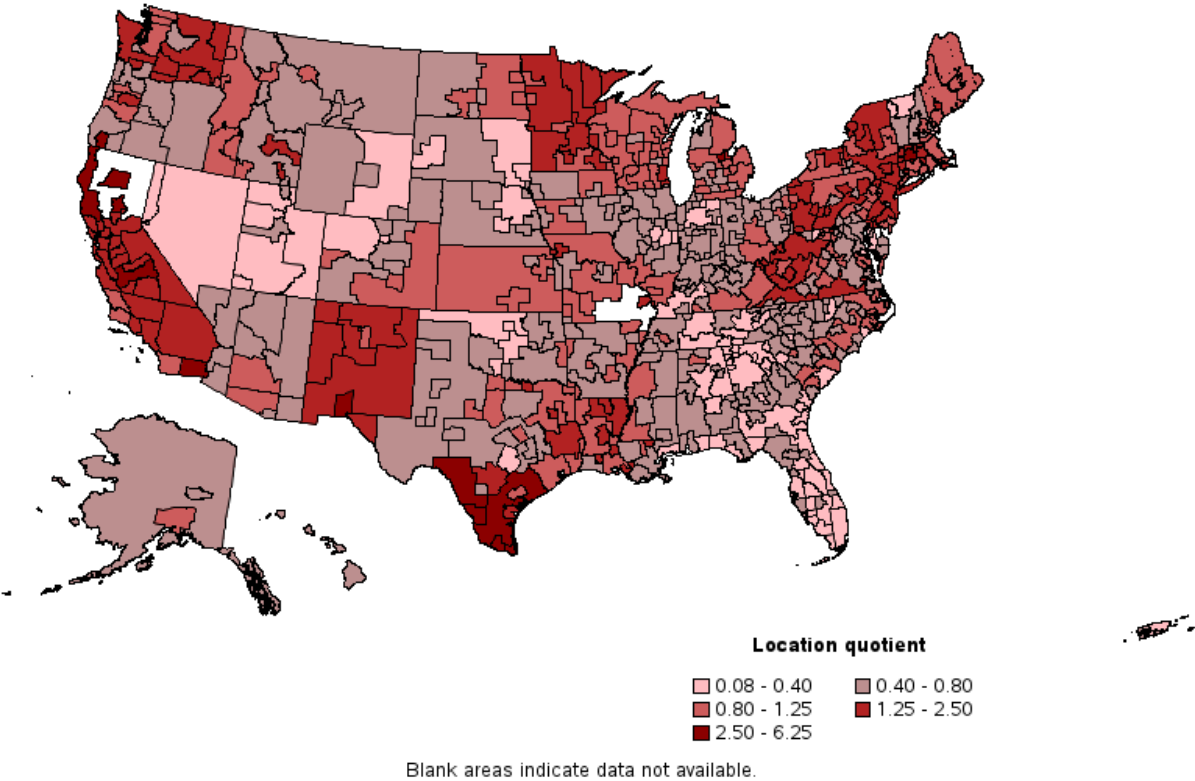 Location quotient
0.08 - 0.40 0.40 - 0.80
0.80 - 1.25 1.25 - 2.50
2.50 - 6.25
Blank areas indicate data not available.